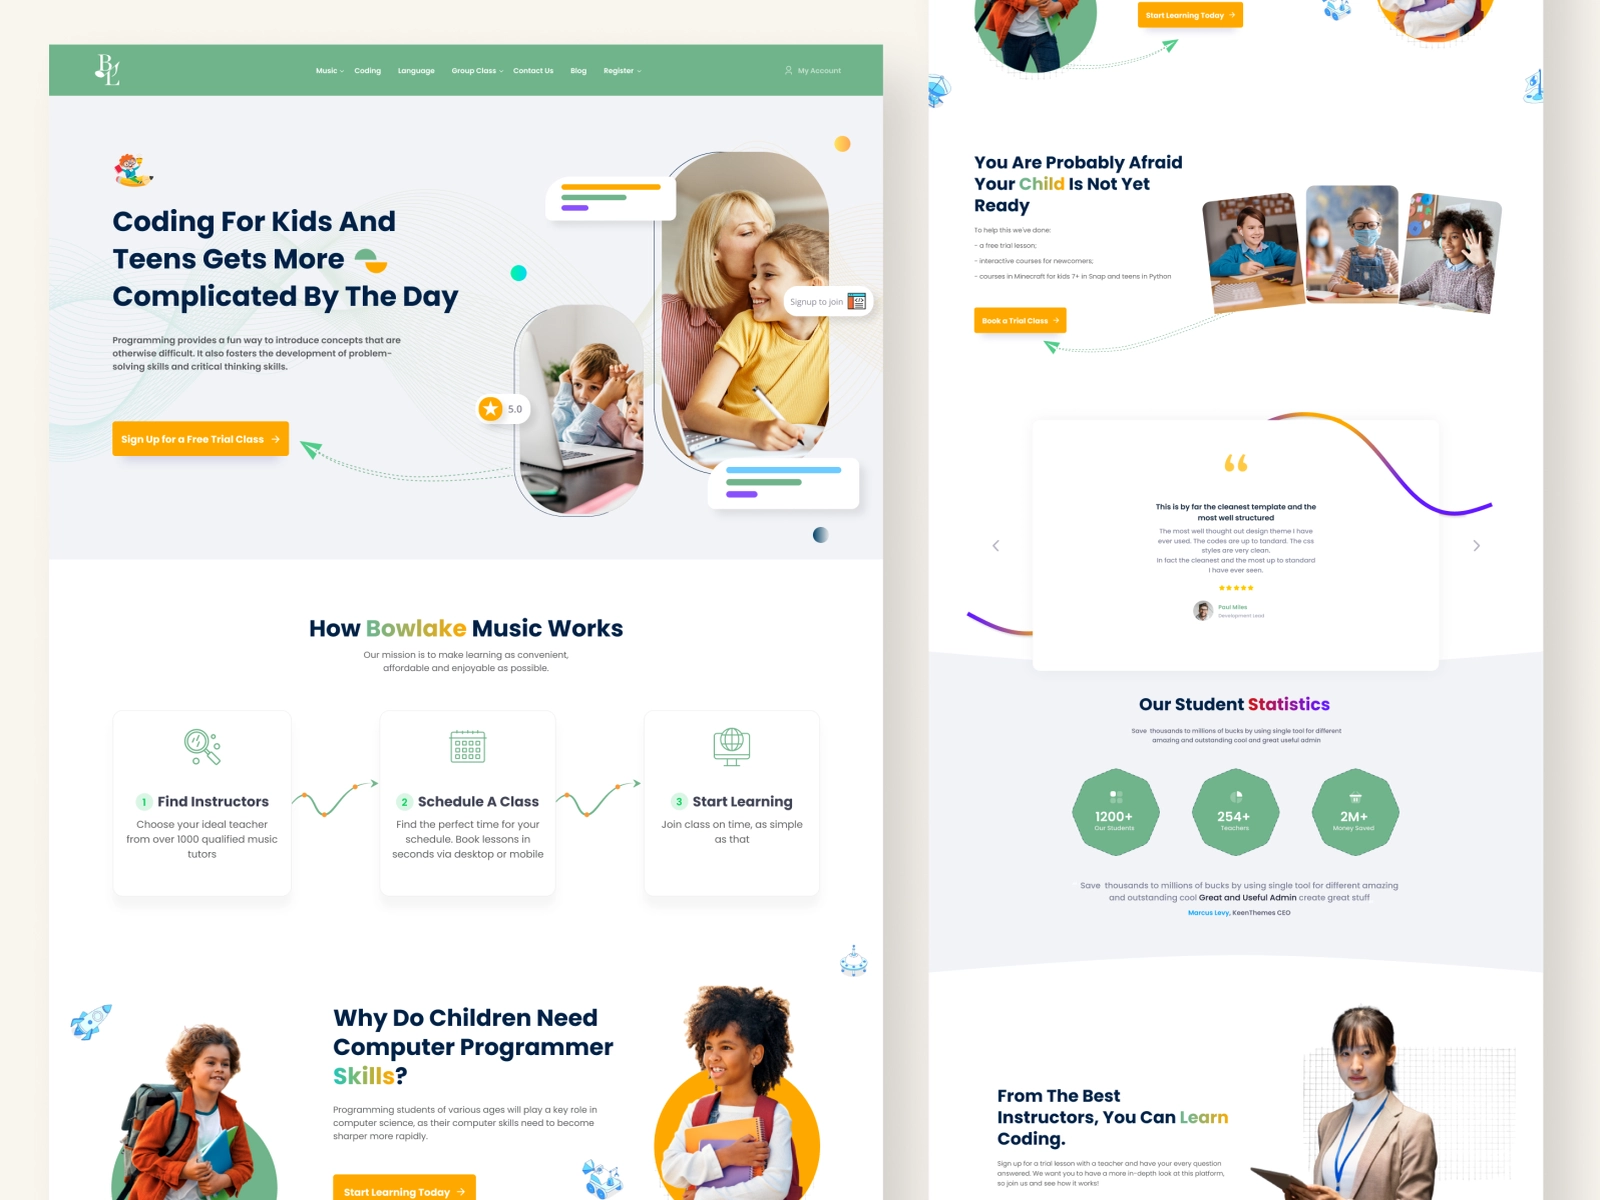 BL
Music
Coding
Language
Group Class
Contact Us
Blog
Register
My Account
Coding For Kids And
Teens Gets More
Complicated By The Day
Programming provides a fun way to introduce concepts that are
otherwise difficult. It also fosters the development of problem-
solving skills and critical thinking skills.
Sign Up for a Free Trial Class
Signup to join
5.0
How Bowlake Music Works
Our mission is to make learning as convenient,
affordable and enjoyable as possible.
1 Find Instructors
Choose your ideal teacher
from over 1000 qualified music
tutors
2 Schedule A Class
Find the perfect time for your
schedule. Book lessons in
seconds via desktop or mobile
3 Start Learning
Join class on time, as simple
as that
Why Do Children Need
Computer Programmer
Skills?
Programming students of various ages will play a key role in
computer science, as their computer skills need to become
sharper more rapidly.
Start Learning Today
Start Learning Today
You Are Probably Afraid
Your Child Is Not Yet
Ready
To help this we've done:
- a free trial lesson;
- interactive courses for newcomers;
- courses in Minecraft for kids 7+ in Snap and teens in Python
Book a Trial Class
“
This is by far the cleanest template and the
most well structured
The most well thought out design theme I have
ever used. The codes are up to tandard. The css
styles are very clean.
In fact the cleanest and the most up to standard
I have ever seen.
Paul Miles
Development Lead
Our Student Statistics
Save thousands to millions of bucks by using single tool for different
amazing and outstanding cool and great useful admin
1200+
Our Students
254+
Teachers
2M+
Money Saved
Save thousands to millions of bucks by using single tool for different amazing
and outstanding cool Great and Useful Admin create great stuff
Marcus Levy, KeenThemes CEO
From The Best
Instructors, You Can Learn
Coding.
Sign up for a trial lesson with a teacher and have your every question
answered. We want you to have a more in-depth look at this platform,
so join us and see how it works!